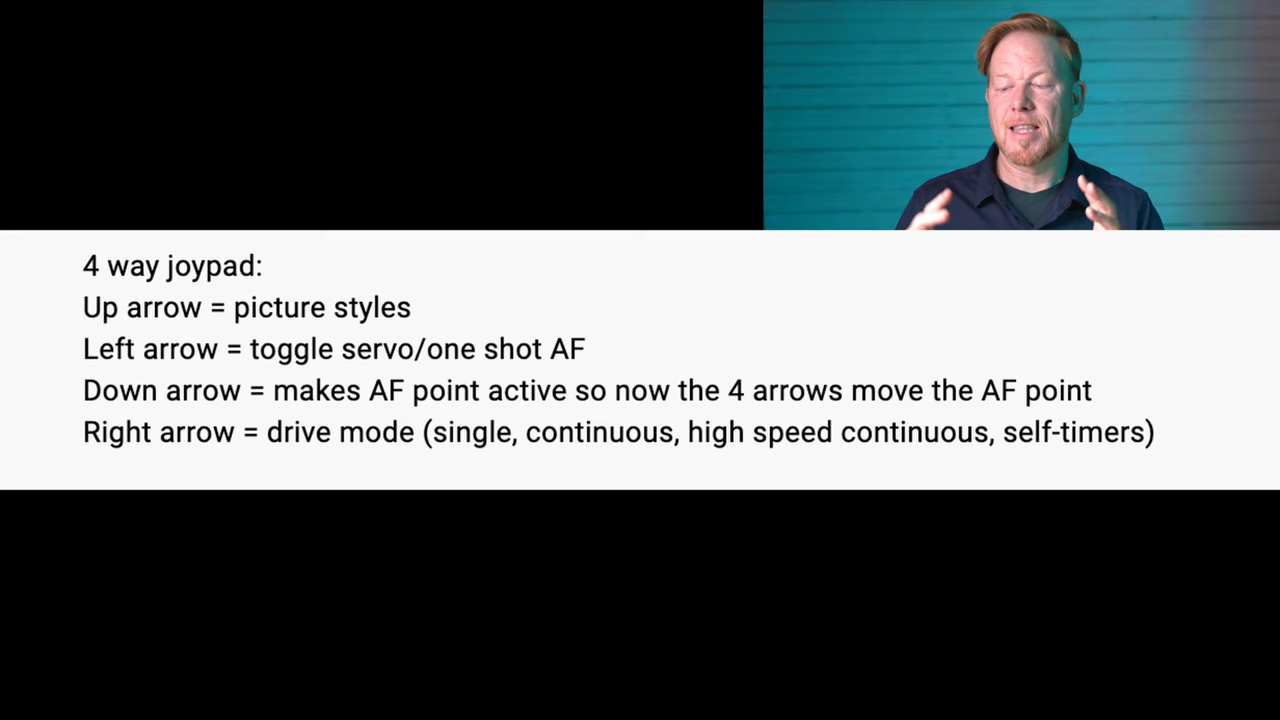 4 way joypad:
Up arrow = picture styles
Left arrow = toggle servo/one shot AF
Down arrow = makes AF point active so now the 4 arrows move the AF point
Right arrow = drive mode (single, continuous, high speed continuous, self-timers)